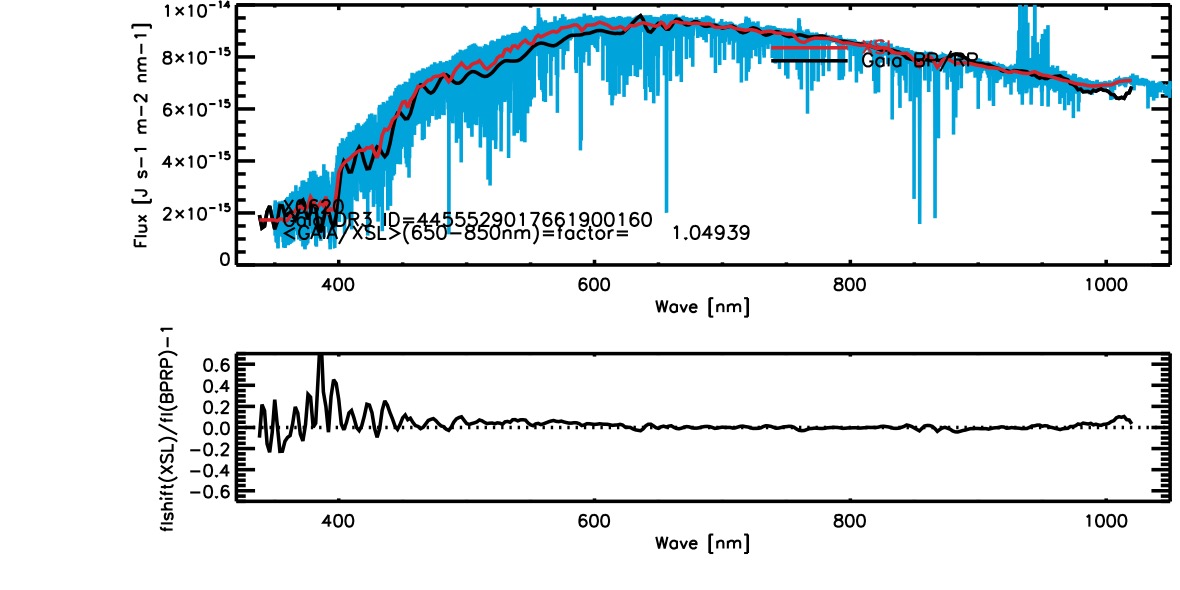 1×10−14
8×10−15
6×10−15
4×10−15
2×10−15
0
Flux [J s−1 m−2 nm−1]
XSL
Gaia BP/RP
X0620
Gaia DR3 ID=4455529017661900160
<GAIA/XSL>(650−850nm)=factor= 1.04939
400 600 800 1000
Wave [nm]
flshift(XSL)/fl(BPRP)−1
0.6
0.4
0.2
0.0
−0.2
−0.4
−0.6
400 600 800 1000
Wave [nm]